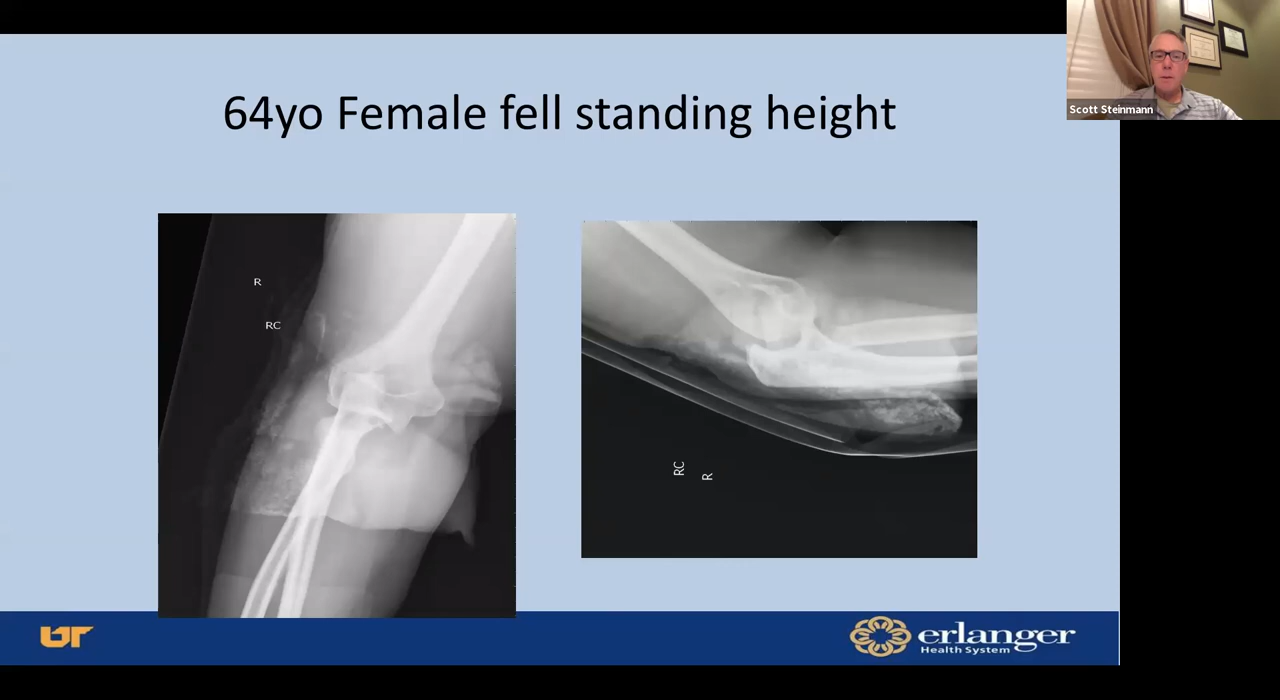 64yo Female fell standing height
Scott Steinmann
R
RC
RC
R
UT
erlanger
Health System